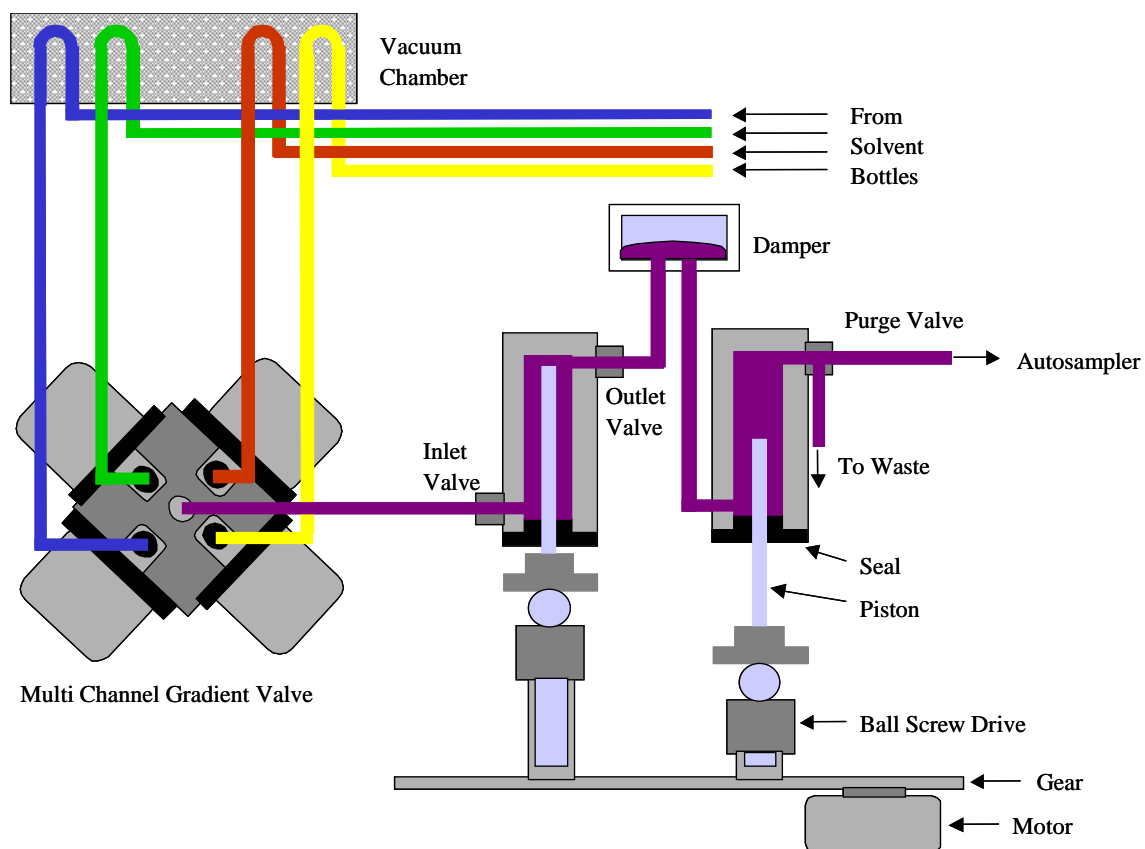 Vacuum
Chamber
From
Solvent
Bottles
Damper
Purge Valve
Autosampler
Outlet
Valve
Inlet
Valve
To Waste
Seal
Piston
Multi Channel Gradient Valve
Ball Screw Drive
Gear
Motor